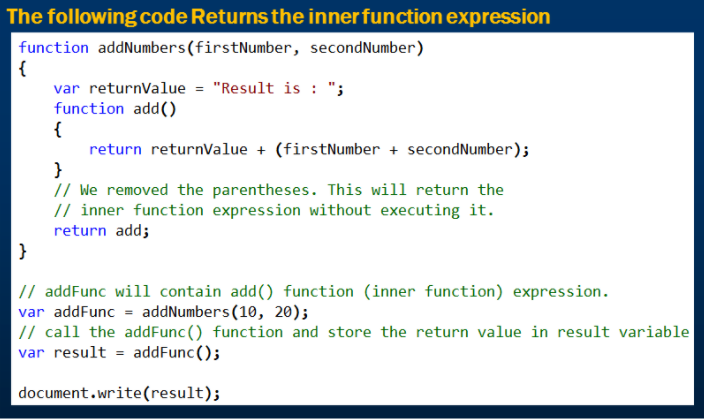 The following code Returns the inner function expression
function addNumbers(firstNumber, secondNumber)
{
    var returnValue = "Result is : ";
    function add()
    {
        return returnValue + (firstNumber + secondNumber);
    }
    // We removed the parentheses. This will return the
    // inner function expression without executing it.
    return add;
}
// addFunc will contain add() function (inner function) expression.
var addFunc = addNumbers(10, 20);
// call the addFunc() function and store the return value in result variable
var result = addFunc();
document.write(result);